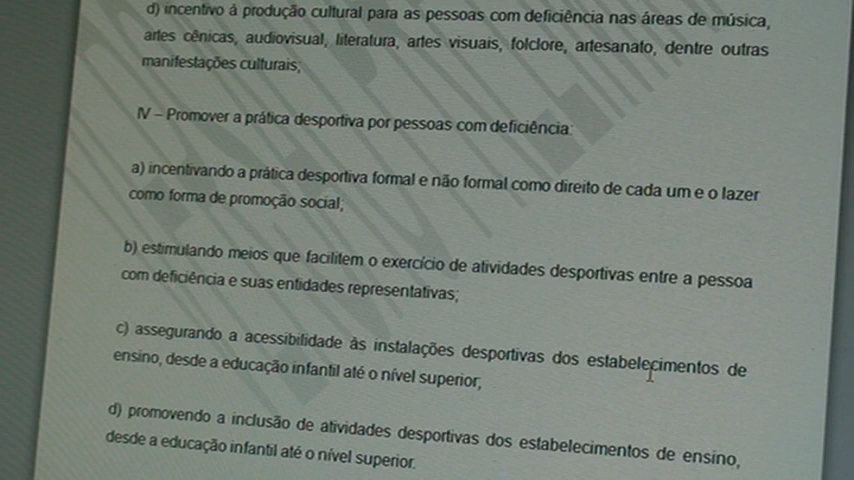 d) incentivo à produção cultural para as pessoas com deficiência nas áreas de música,
artes cênicas, audiovisual, literatura, artes visuais, folclore, artesanato, dentre outras
manifestações culturais;
IV – Promover a prática desportiva por pessoas com deficiência:
a) incentivando a prática desportiva formal e não formal como direito de cada um e o lazer
como forma de promoção social;
b) estimulando meios que facilitem o exercício de atividades desportivas entre a pessoa
com deficiência e suas entidades representativas;
c) assegurando a acessibilidade às instalações desportivas dos estabelecimentos de
ensino, desde a educação infantil até o nível superior;
d) promovendo a inclusão de atividades desportivas dos estabelecimentos de ensino,
desde a educação infantil até o nível superior.